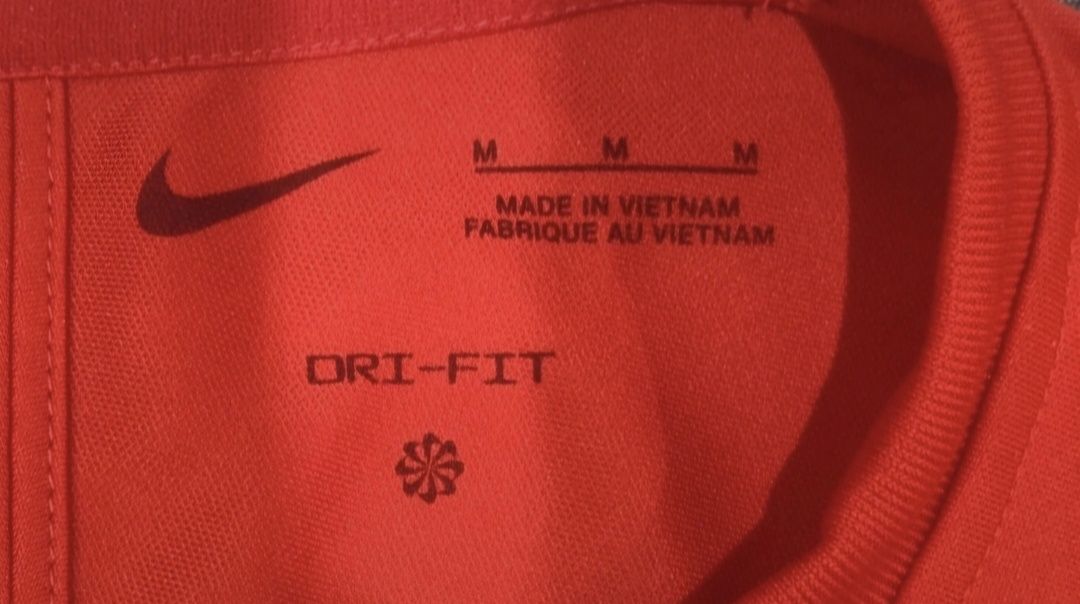 M M M
MADE IN VIETNAM
FABRIQUE AU VIETNAM
DRI-FIT